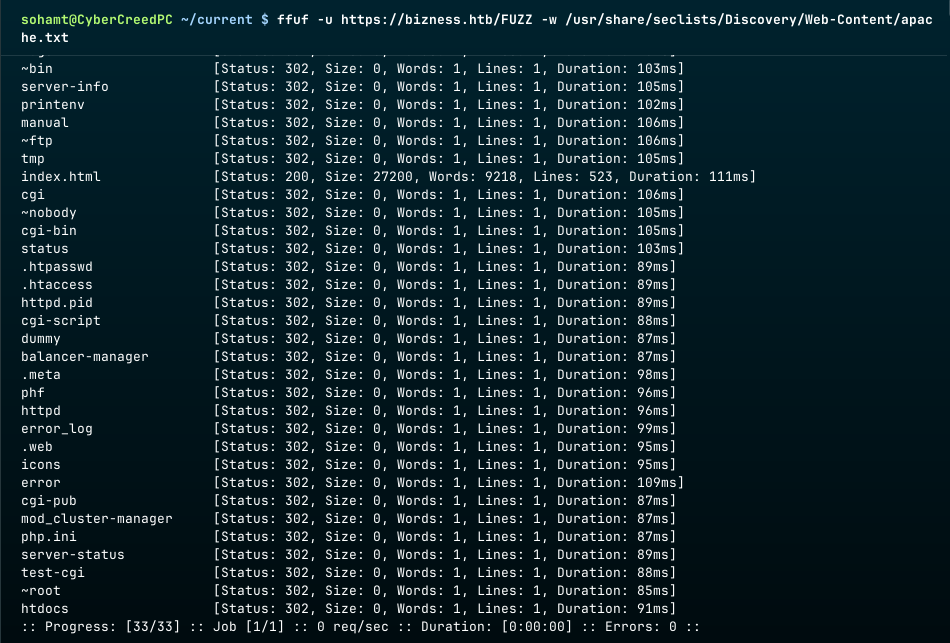 sohamt@CyberCreedPC ~/current $ ffuf -u https://bizness.htb/FUZZ -w /usr/share/seclists/Discovery/Web-Content/apac
he.txt
~bin [Status: 302, Size: 0, Words: 1, Lines: 1, Duration: 103ms]
server-info [Status: 302, Size: 0, Words: 1, Lines: 1, Duration: 105ms]
printenv [Status: 302, Size: 0, Words: 1, Lines: 1, Duration: 102ms]
manual [Status: 302, Size: 0, Words: 1, Lines: 1, Duration: 106ms]
~ftp [Status: 302, Size: 0, Words: 1, Lines: 1, Duration: 106ms]
tmp [Status: 302, Size: 0, Words: 1, Lines: 1, Duration: 105ms]
index.html [Status: 200, Size: 27200, Words: 9218, Lines: 523, Duration: 111ms]
cgi [Status: 302, Size: 0, Words: 1, Lines: 1, Duration: 106ms]
~nobody [Status: 302, Size: 0, Words: 1, Lines: 1, Duration: 105ms]
cgi-bin [Status: 302, Size: 0, Words: 1, Lines: 1, Duration: 105ms]
status [Status: 302, Size: 0, Words: 1, Lines: 1, Duration: 103ms]
.htpasswd [Status: 302, Size: 0, Words: 1, Lines: 1, Duration: 89ms]
.htaccess [Status: 302, Size: 0, Words: 1, Lines: 1, Duration: 89ms]
httpd.pid [Status: 302, Size: 0, Words: 1, Lines: 1, Duration: 89ms]
cgi-script [Status: 302, Size: 0, Words: 1, Lines: 1, Duration: 88ms]
dummy [Status: 302, Size: 0, Words: 1, Lines: 1, Duration: 87ms]
balancer-manager [Status: 302, Size: 0, Words: 1, Lines: 1, Duration: 87ms]
.meta [Status: 302, Size: 0, Words: 1, Lines: 1, Duration: 98ms]
phf [Status: 302, Size: 0, Words: 1, Lines: 1, Duration: 96ms]
httpd [Status: 302, Size: 0, Words: 1, Lines: 1, Duration: 96ms]
error_log [Status: 302, Size: 0, Words: 1, Lines: 1, Duration: 99ms]
.web [Status: 302, Size: 0, Words: 1, Lines: 1, Duration: 95ms]
icons [Status: 302, Size: 0, Words: 1, Lines: 1, Duration: 95ms]
error [Status: 302, Size: 0, Words: 1, Lines: 1, Duration: 109ms]
cgi-pub [Status: 302, Size: 0, Words: 1, Lines: 1, Duration: 87ms]
mod_cluster-manager [Status: 302, Size: 0, Words: 1, Lines: 1, Duration: 87ms]
php.ini [Status: 302, Size: 0, Words: 1, Lines: 1, Duration: 87ms]
server-status [Status: 302, Size: 0, Words: 1, Lines: 1, Duration: 89ms]
test-cgi [Status: 302, Size: 0, Words: 1, Lines: 1, Duration: 88ms]
~root [Status: 302, Size: 0, Words: 1, Lines: 1, Duration: 85ms]
htdocs [Status: 302, Size: 0, Words: 1, Lines: 1, Duration: 91ms]
:: Progress: [33/33] :: Job [1/1] :: 0 req/sec :: Duration: [0:00:00] :: Errors: 0 ::